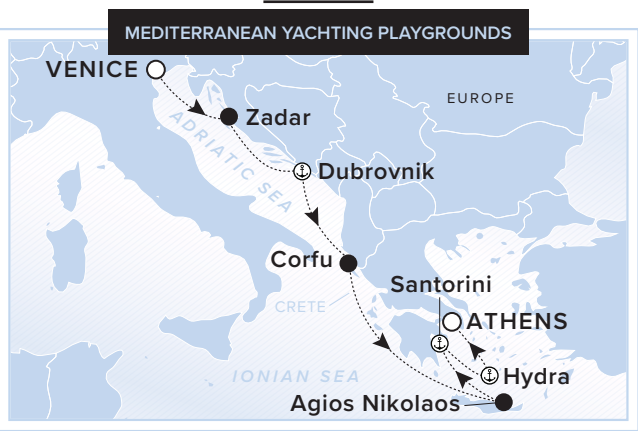 MEDITERRANEAN YACHTING PLAYGROUNDS
VENICE
EUROPE
Zadar
ADRIATIC SEA
Dubrovnik
Corfu
Santorini
CRETE
ATHENS
IONIAN SEA
Hydra
Agios Nikolaos